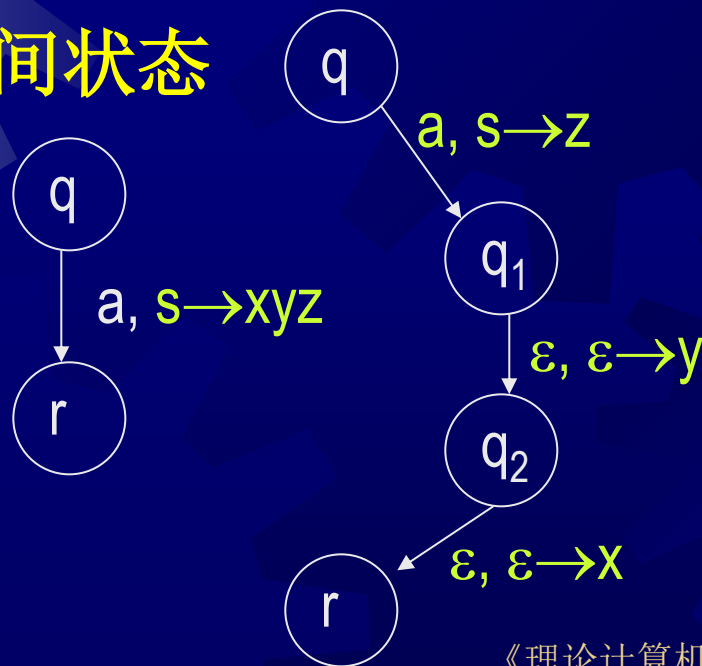 间状态
q
a, s→xyz
r
q
a, s→z
q₁
ε, ε→y
q₂
ε, ε→x
r
《理论计算机